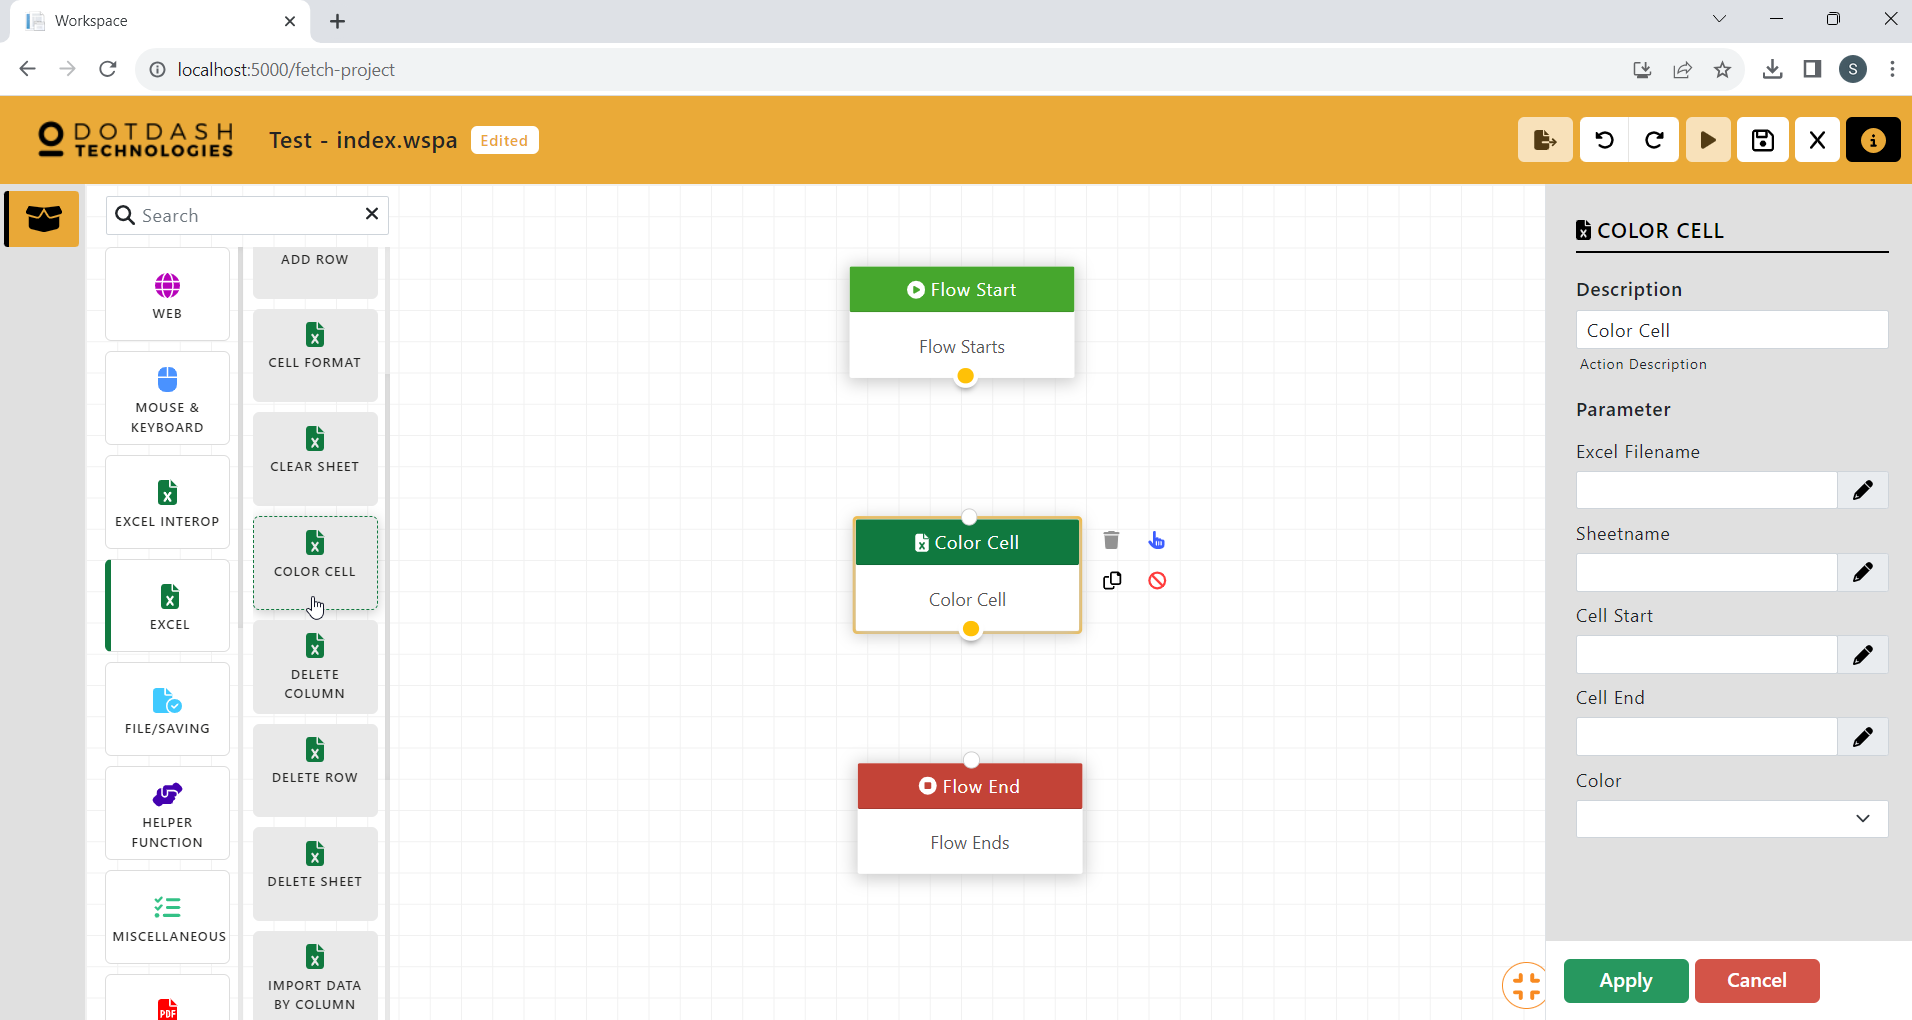 Workspace
localhost:5000/fetch-project
S
DOTDASH
TECHNOLOGIES
Test - index.wspa
Edited
Search
WEB
MOUSE &
KEYBOARD
EXCEL INTEROP
EXCEL
FILE/SAVING
HELPER
FUNCTION
MISCELLANEOUS
PDF
ADD ROW
CELL FORMAT
CLEAR SHEET
COLOR CELL
DELETE
COLUMN
DELETE ROW
DELETE SHEET
IMPORT DATA
BY COLUMN
Flow Start
Flow Starts
Color Cell
Color Cell
Flow End
Flow Ends
COLOR CELL
Description
Color Cell
Action Description
Parameter
Excel Filename
Sheetname
Cell Start
Cell End
Color
Apply
Cancel